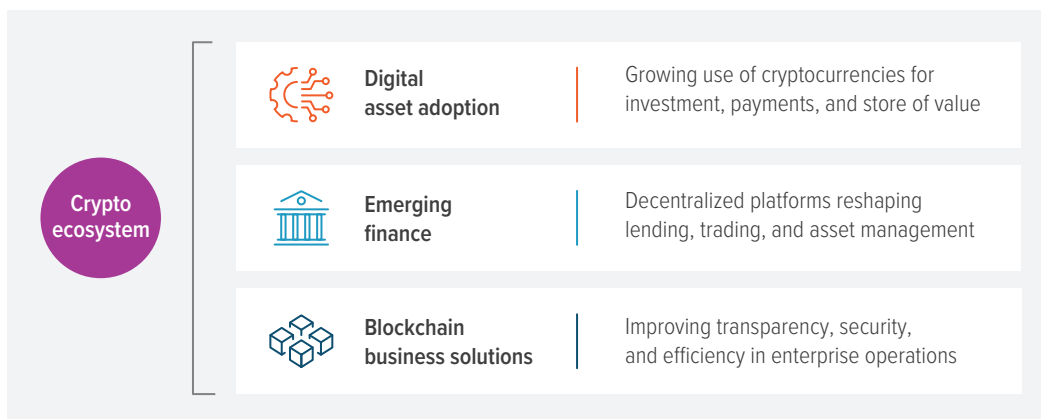 Crypto
ecosystem
Digital
asset adoption
Growing use of cryptocurrencies for
investment, payments, and store of value
Emerging
finance
Decentralized platforms reshaping
lending, trading, and asset management
Blockchain
business solutions
Improving transparency, security,
and efficiency in enterprise operations